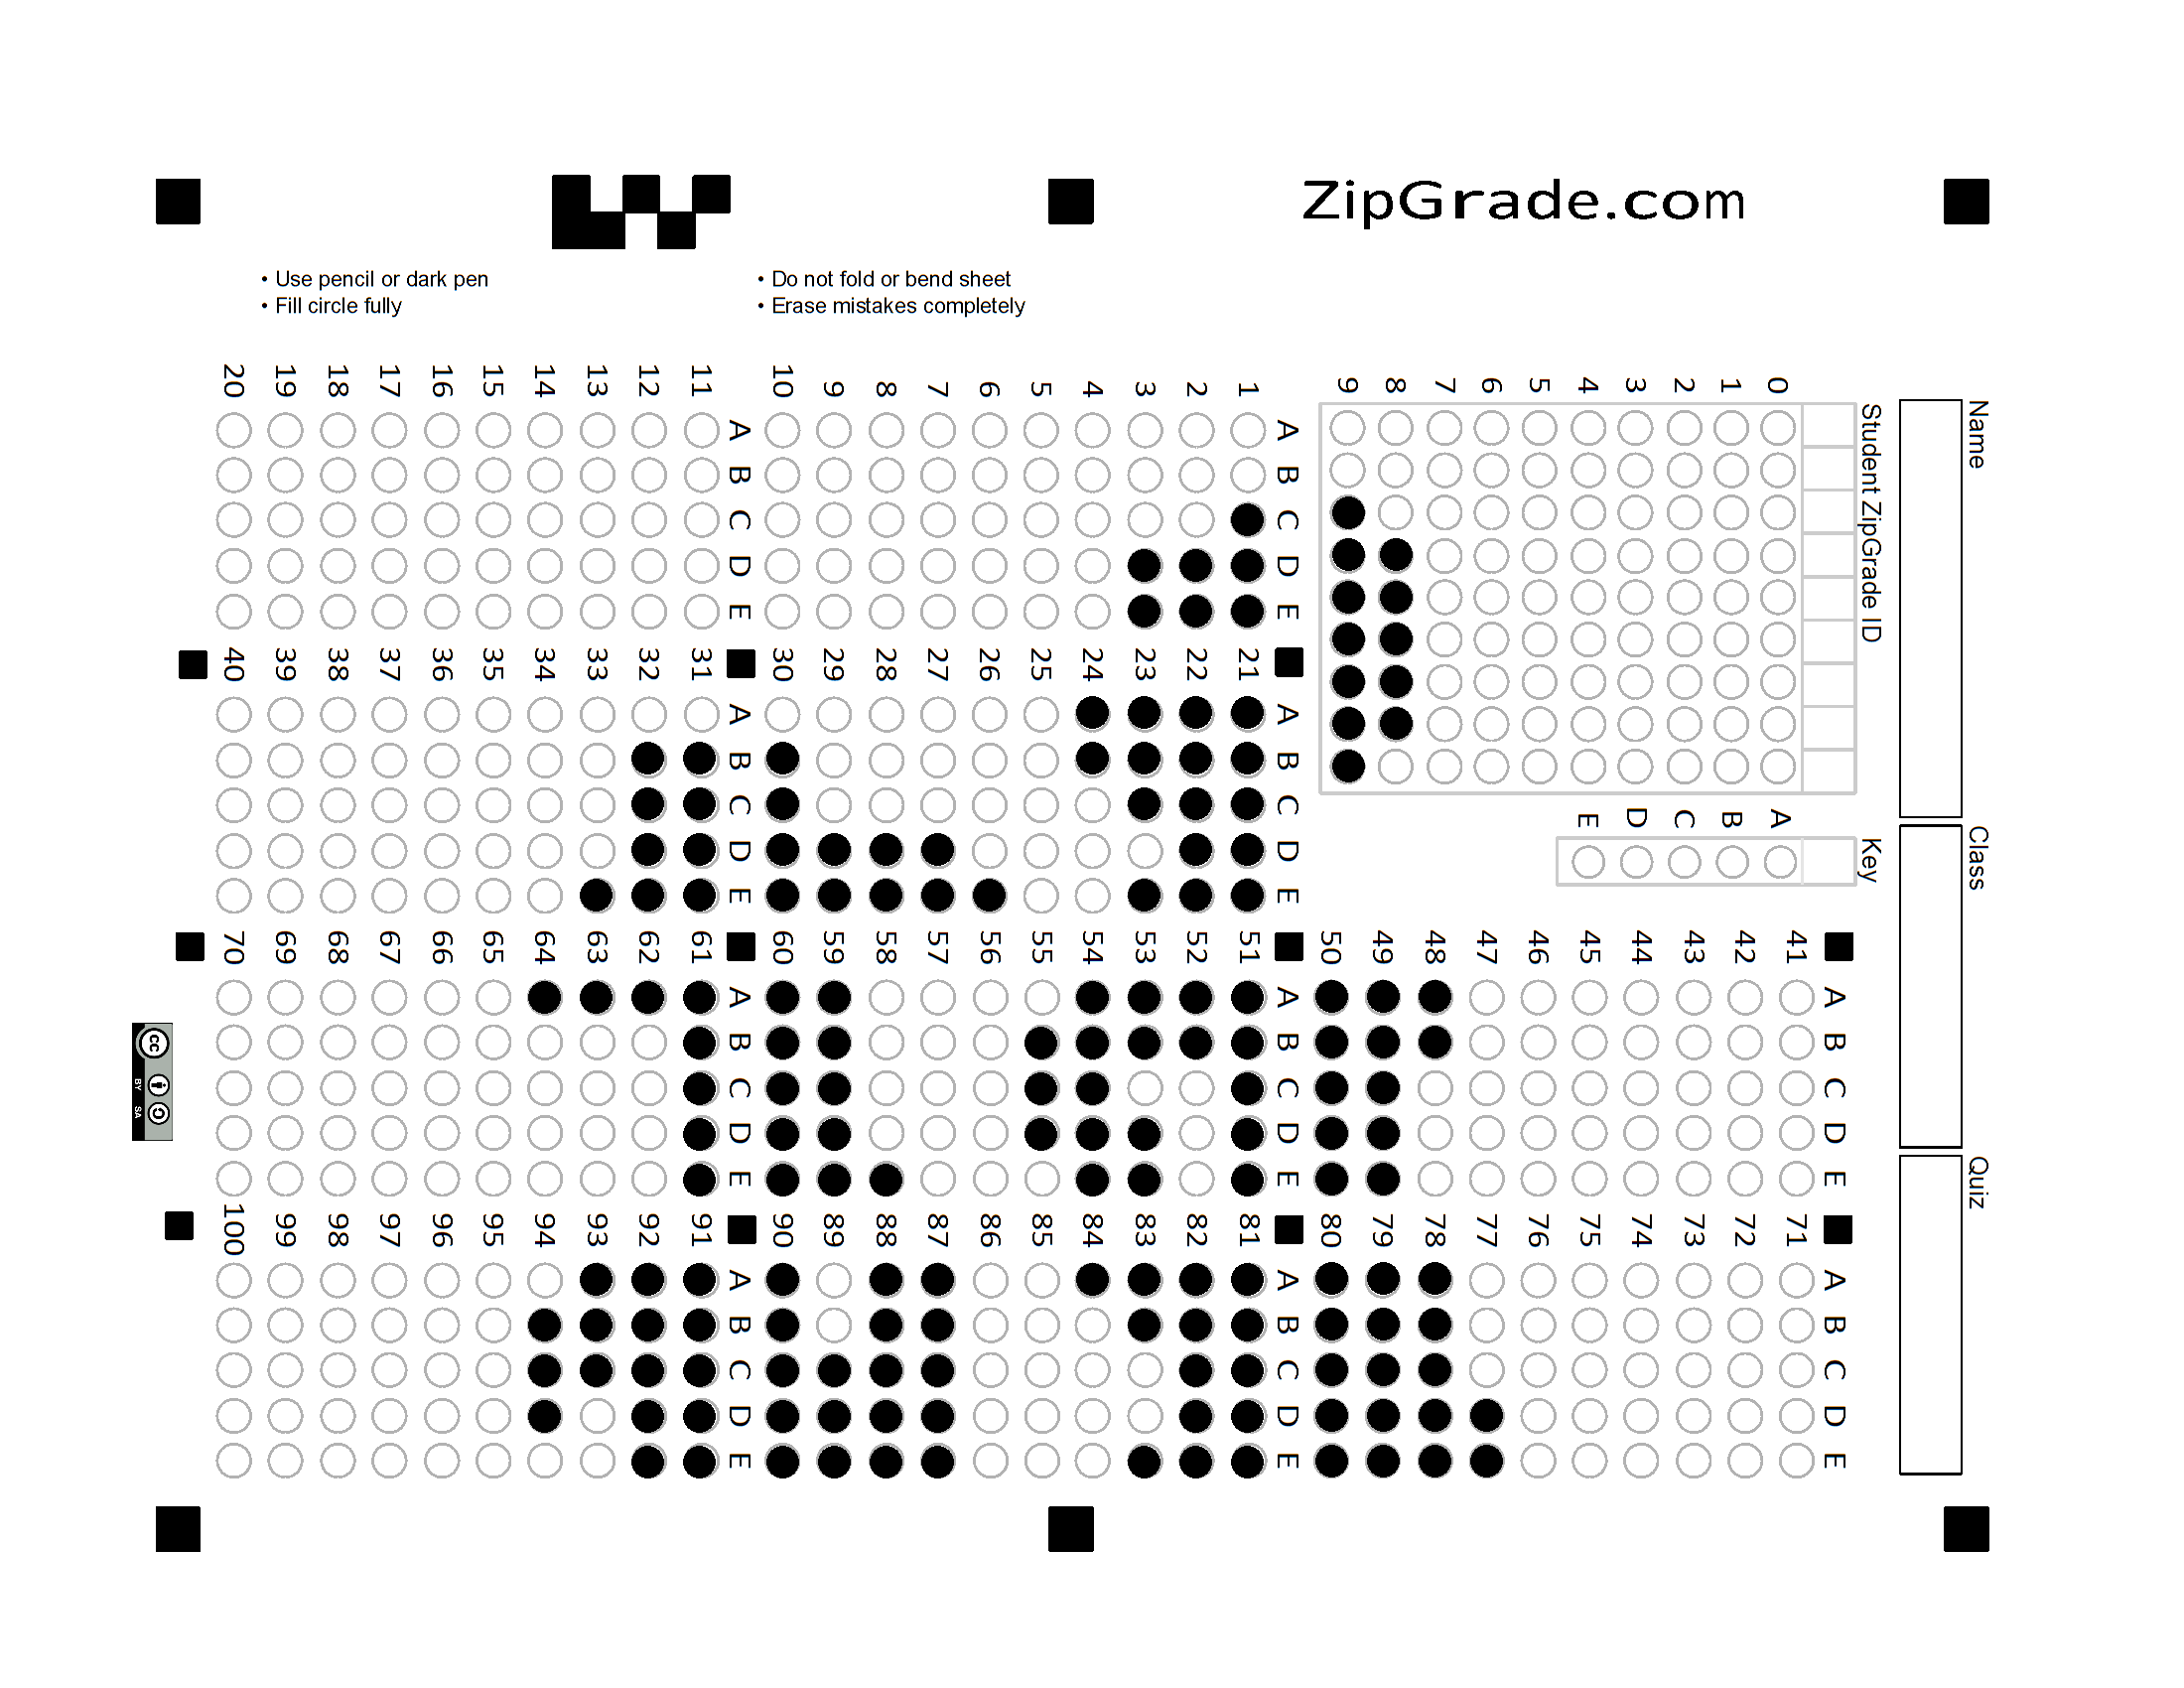 ZipGrade.com
• Use pencil or dark pen
• Fill circle fully
• Do not fold or bend sheet
• Erase mistakes completely
20 19 18 17 16 15 14 13 12 11 10 9 8 7 6 5 4 3 2 1
A A
B B
C C
D D
E E
9 8 7 6 5 4 3 2 1 0
Student ZipGrade ID
Name
40 39 38 37 36 35 34 33 32 31 30 29 28 27 26 25 24 23 22 21
A A
B B
C C
D D
E E
E D C B A
Key
Class
70 69 68 67 66 65 64 63 62 61 60 59 58 57 56 55 54 53 52 51 50 49 48 47 46 45 44 43 42 41
A A A
B B B
C C C
D D D
E E E
cc
BY SA
Quiz
100 99 98 97 96 95 94 93 92 91 90 89 88 87 86 85 84 83 82 81 80 79 78 77 76 75 74 73 72 71
A A A
B B B
C C C
D D D
E E E